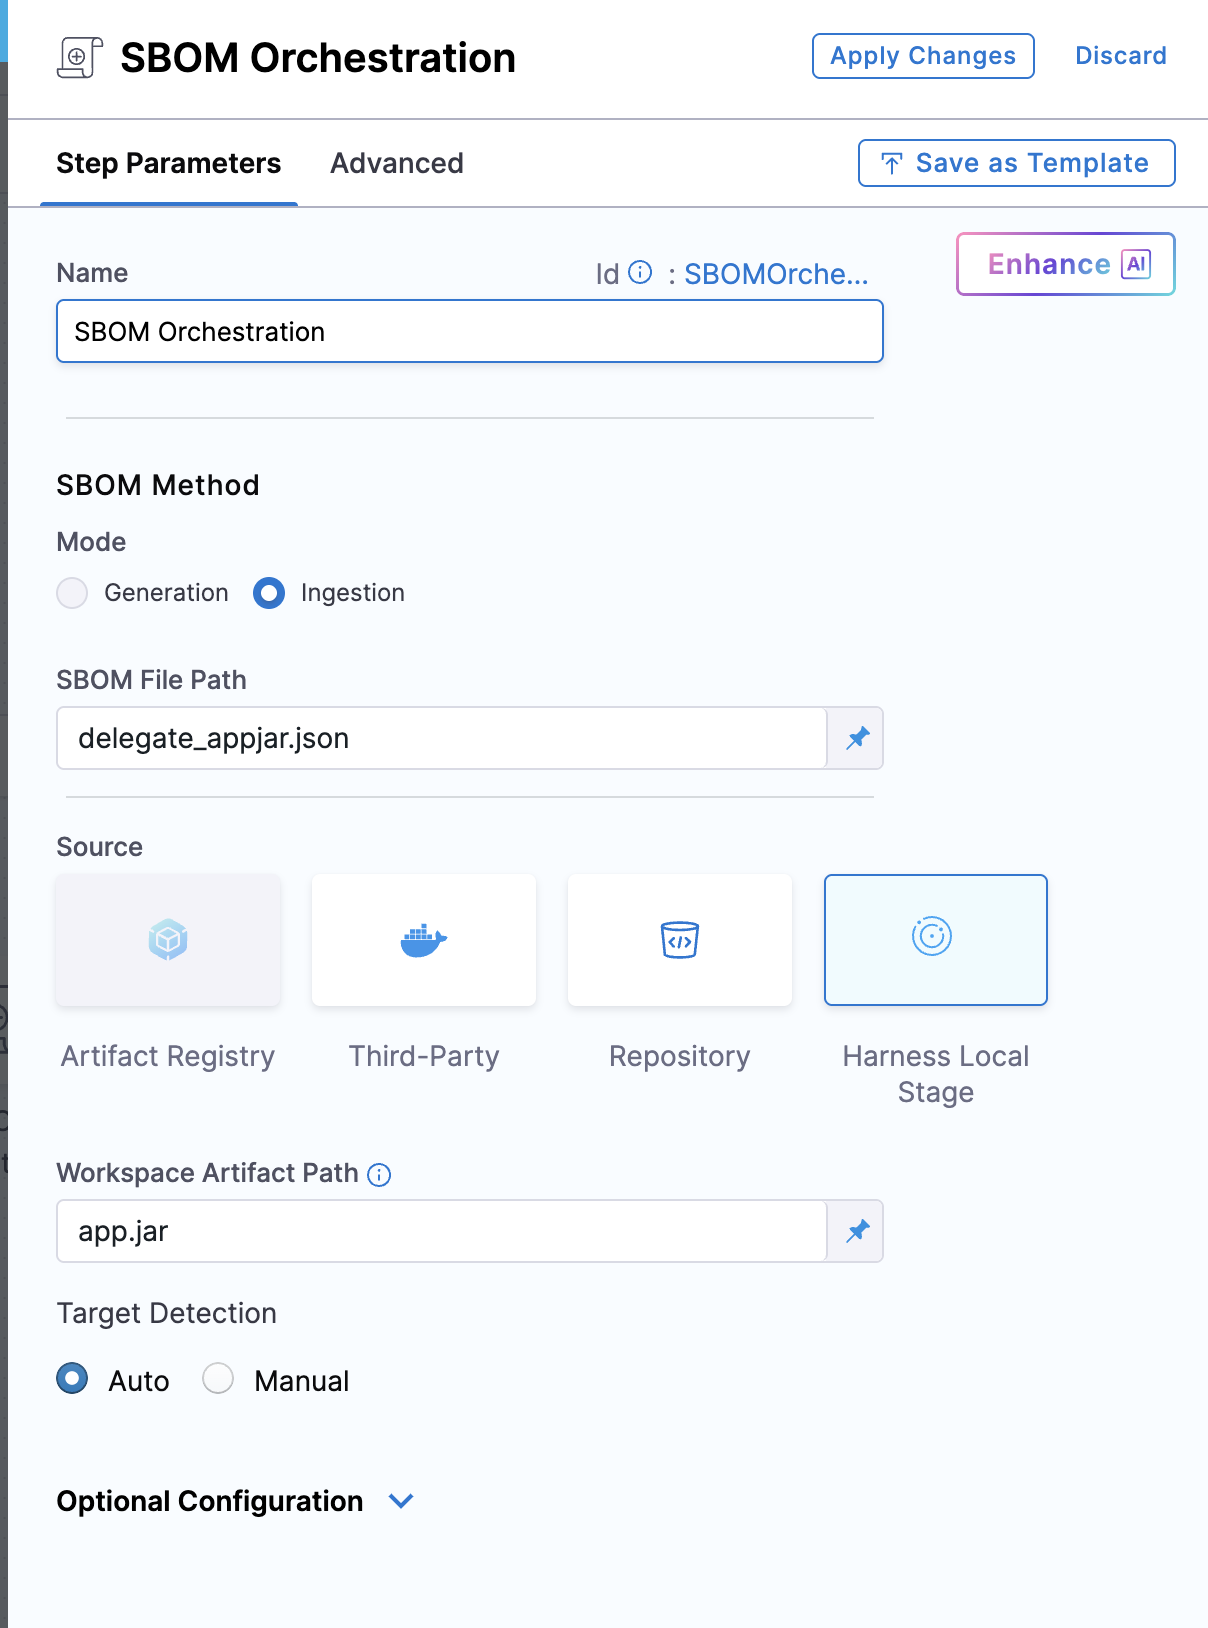 SBOM Orchestration
Apply Changes
Discard
Step Parameters
Advanced
Save as Template
Name
Id : SBOMOrche...
Enhance AI
SBOM Orchestration
SBOM Method
Mode
Generation
Ingestion
SBOM File Path
delegate_appjar.json
Source
Artifact Registry
Third-Party
Repository
Harness Local
Stage
Workspace Artifact Path
app.jar
Target Detection
Auto
Manual
Optional Configuration